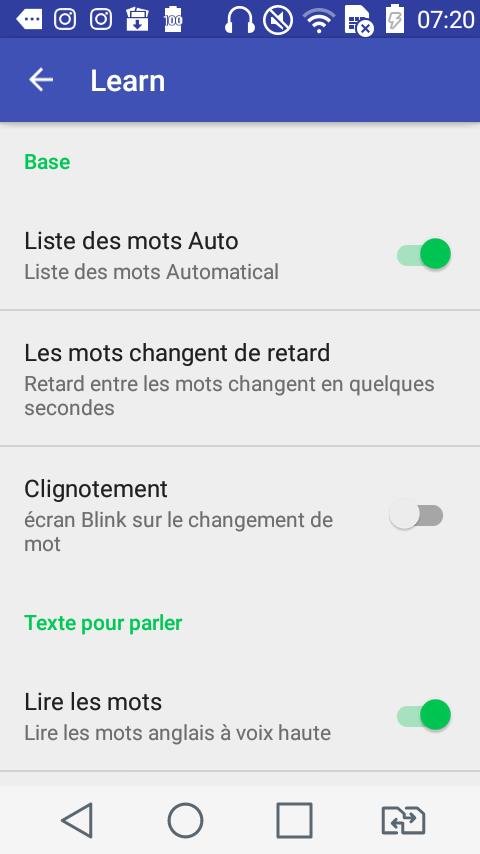 100
07:20
Learn
Base
Liste des mots Auto
Liste des mots Automatical
Les mots changent de retard
Retard entre les mots changent en quelques
secondes
Clignotement
écran Blink sur le changement de
mot
Texte pour parler
Lire les mots
Lire les mots anglais à voix haute